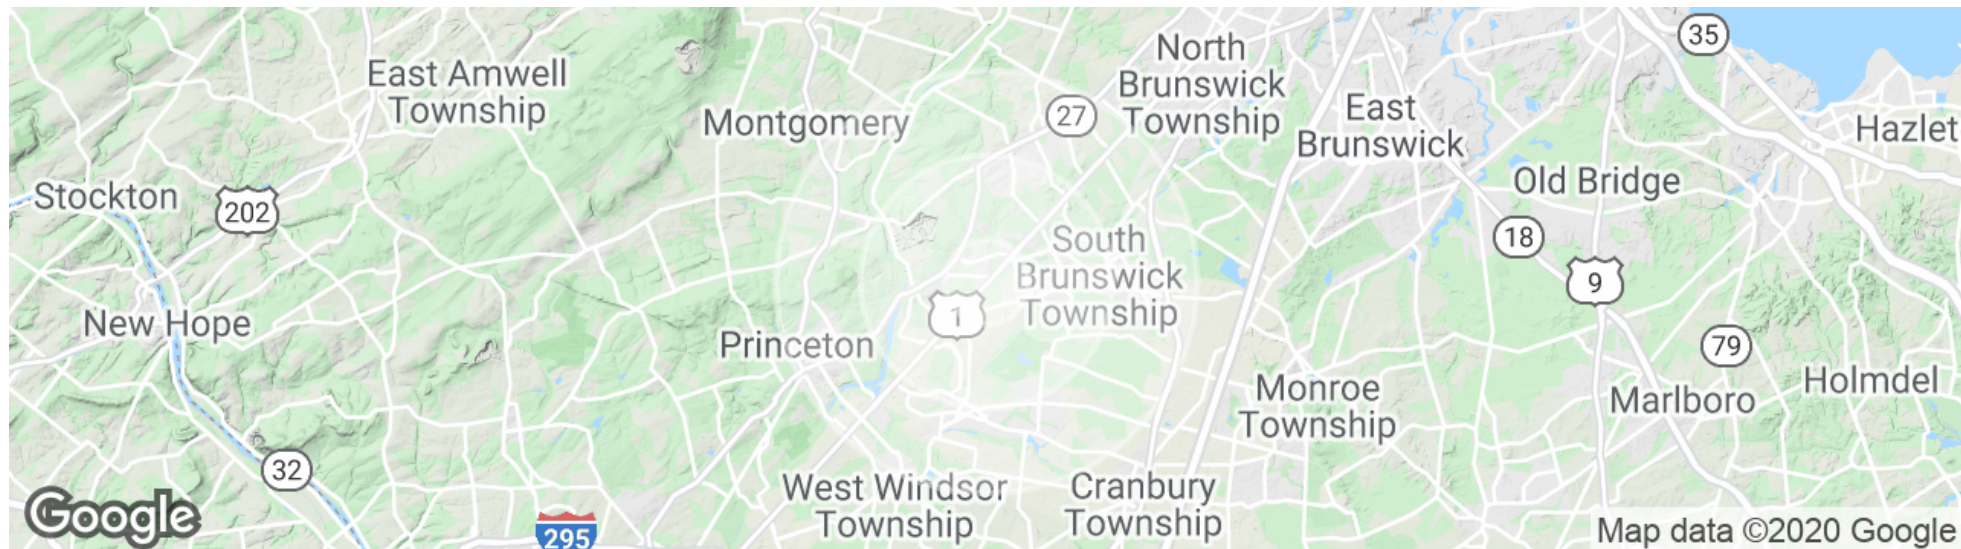 35
North
Brunswick
Township
East Amwell
Township
27
East
Brunswick
Montgomery
Hazlet
Old Bridge
Stockton
202
18
South
Brunswick
Township
9
1
New Hope
Princeton
79
Monroe
Township
Holmdel
Marlboro
32
West Windsor
Township
Cranbury
Township
295
Google
Map data ©2020 Google